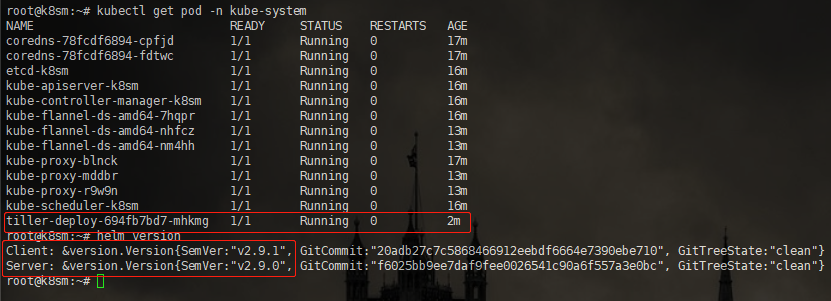 root@k8sm:~# kubectl get pod -n kube-system
NAME READY STATUS RESTARTS AGE
coredns-78fcdf6894-cpfjd 1/1 Running 0 17m
coredns-78fcdf6894-fdtwc 1/1 Running 0 17m
etcd-k8sm 1/1 Running 0 16m
kube-apiserver-k8sm 1/1 Running 0 16m
kube-controller-manager-k8sm 1/1 Running 0 16m
kube-flannel-ds-amd64-7hqpr 1/1 Running 0 16m
kube-flannel-ds-amd64-nhfcz 1/1 Running 0 13m
kube-flannel-ds-amd64-nm4hh 1/1 Running 0 13m
kube-proxy-blnck 1/1 Running 0 17m
kube-proxy-mddbr 1/1 Running 0 13m
kube-proxy-r9w9n 1/1 Running 0 13m
kube-scheduler-k8sm 1/1 Running 0 16m
tiller-deploy-694fb7bd7-mhkmg 1/1 Running 0 2m
root@k8sm:~# helm version
Client: &version.Version{SemVer:"v2.9.1", GitCommit:"20adb27c7c5868466912eebdf6664e7390ebe710", GitTreeState:"clean"}
Server: &version.Version{SemVer:"v2.9.0", GitCommit:"f6025bb9ee7daf9fee0026541c90a6f557a3e0bc", GitTreeState:"clean"}
root@k8sm:~#